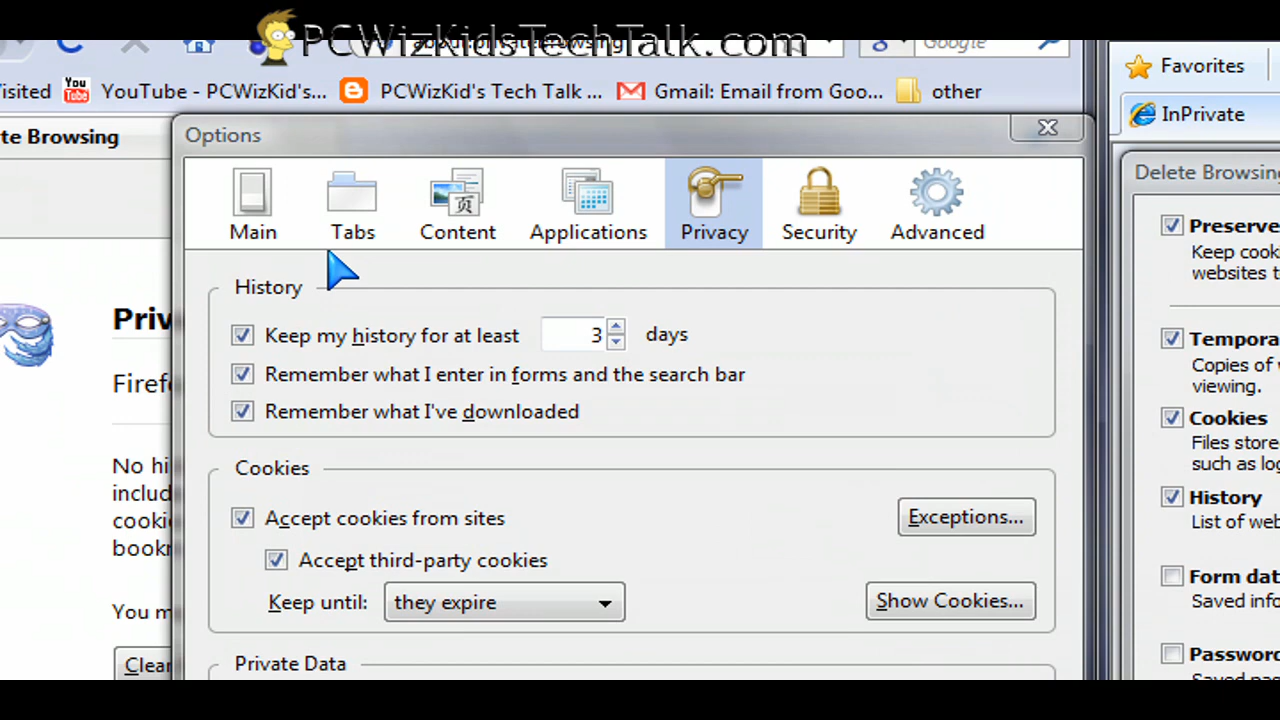 PCWizKidsTechTalk.com
Google
Favorites
isited
YouTube - PCWizKid's...
PCWizKid's Tech Talk ...
Gmail: Email from Goo...
other
InPrivate
te Browsing
Options
Delete Browsing
Main
Tabs
Content
Applications
Privacy
Security
Advanced
Preserve
Keep cook
websites t
History
Keep my history for at least
3
days
Remember what I enter in forms and the search bar
Remember what I've downloaded
Priv
Firef
Tempora
Copies of
viewing.
Cookies
Files store
such as log
Cookies
Accept cookies from sites
Exceptions...
Accept third-party cookies
Keep until:
they expire
Show Cookies...
No hi
includ
cookie
bookm
History
List of web
Form dat
Saved info
You m
Clear
Private Data
Password